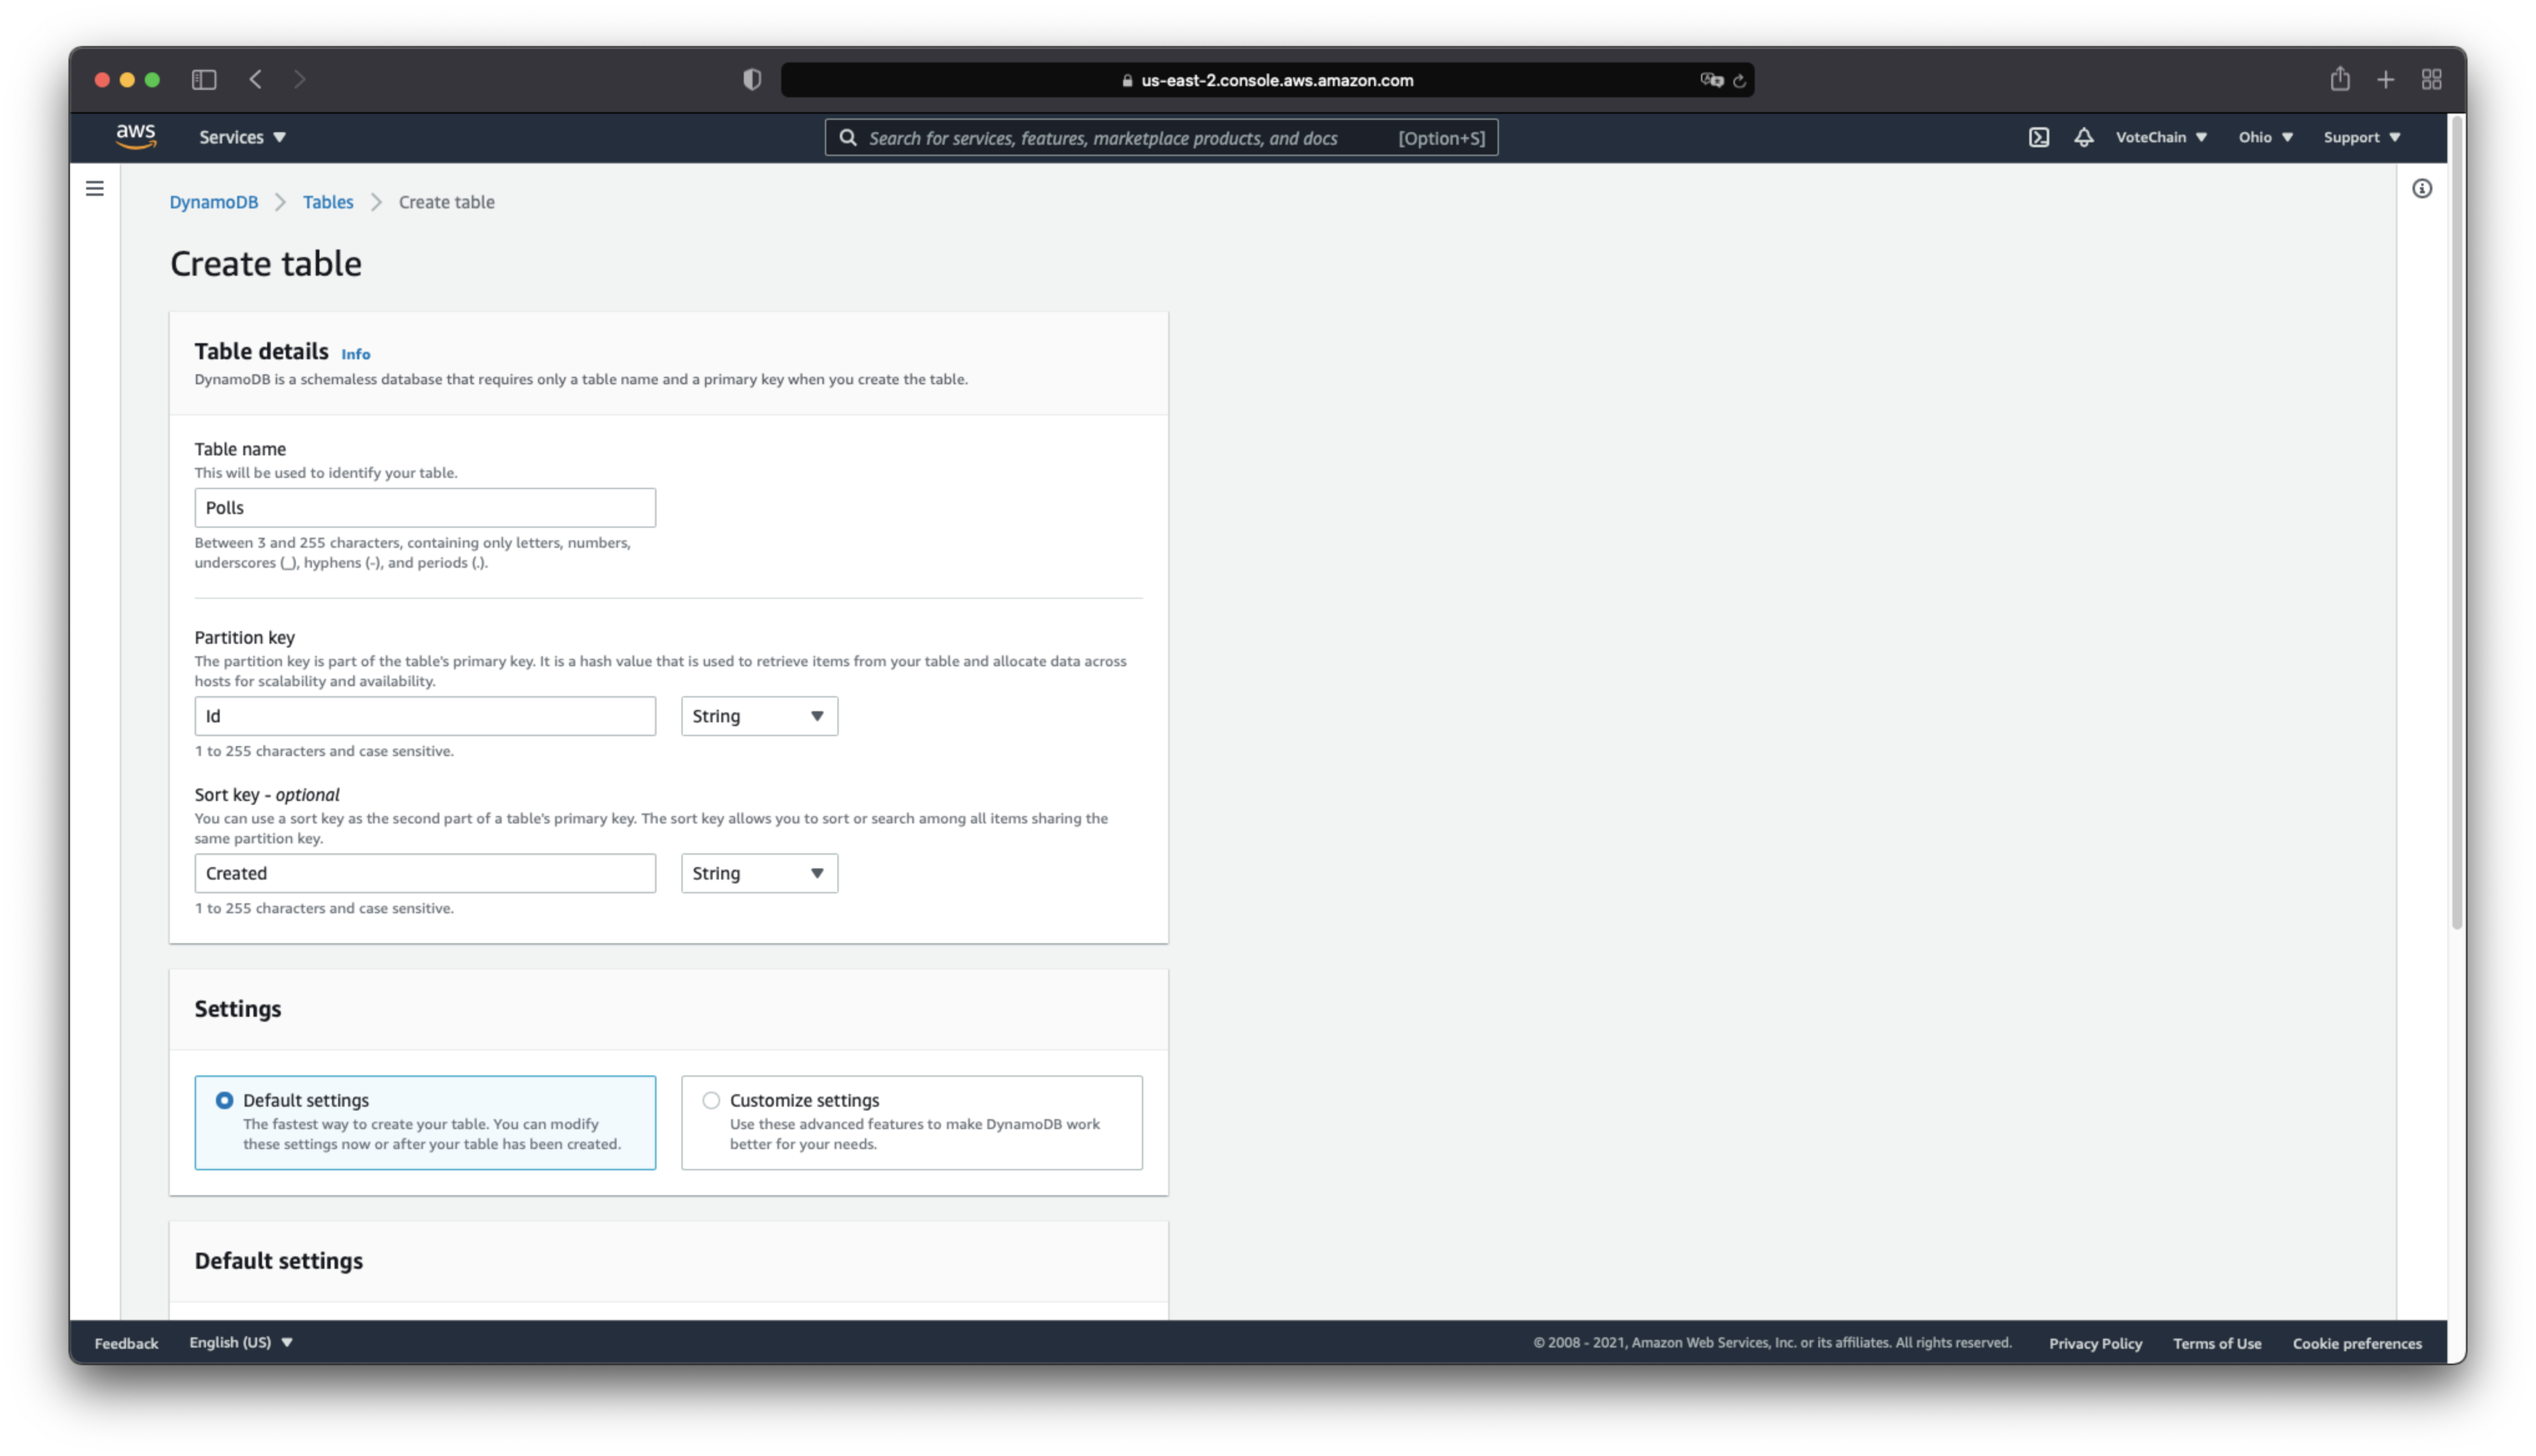 us-east-2.console.aws.amazon.com
aws
Services
Search for services, features, marketplace products, and docs
[Option+S]
VoteChain
Ohio
Support
DynamoDB
Tables
Create table
Create table
Table details Info
DynamoDB is a schemaless database that requires only a table name and a primary key when you create the table.
Table name
This will be used to identify your table.
Polls
Between 3 and 255 characters, containing only letters, numbers,
underscores (_), hyphens (-), and periods (.).
Partition key
The partition key is part of the table's primary key. It is a hash value that is used to retrieve items from your table and allocate data across
hosts for scalability and availability.
Id
String
1 to 255 characters and case sensitive.
Sort key - optional
You can use a sort key as the second part of a table's primary key. The sort key allows you to sort or search among all items sharing the
same partition key.
Created
String
1 to 255 characters and case sensitive.
Settings
Default settings
The fastest way to create your table. You can modify
these settings now or after your table has been created.
Customize settings
Use these advanced features to make DynamoDB work
better for your needs.
Default settings
Feedback
English (US)
© 2008 - 2021, Amazon Web Services, Inc. or its affiliates. All rights reserved.
Privacy Policy
Terms of Use
Cookie preferences